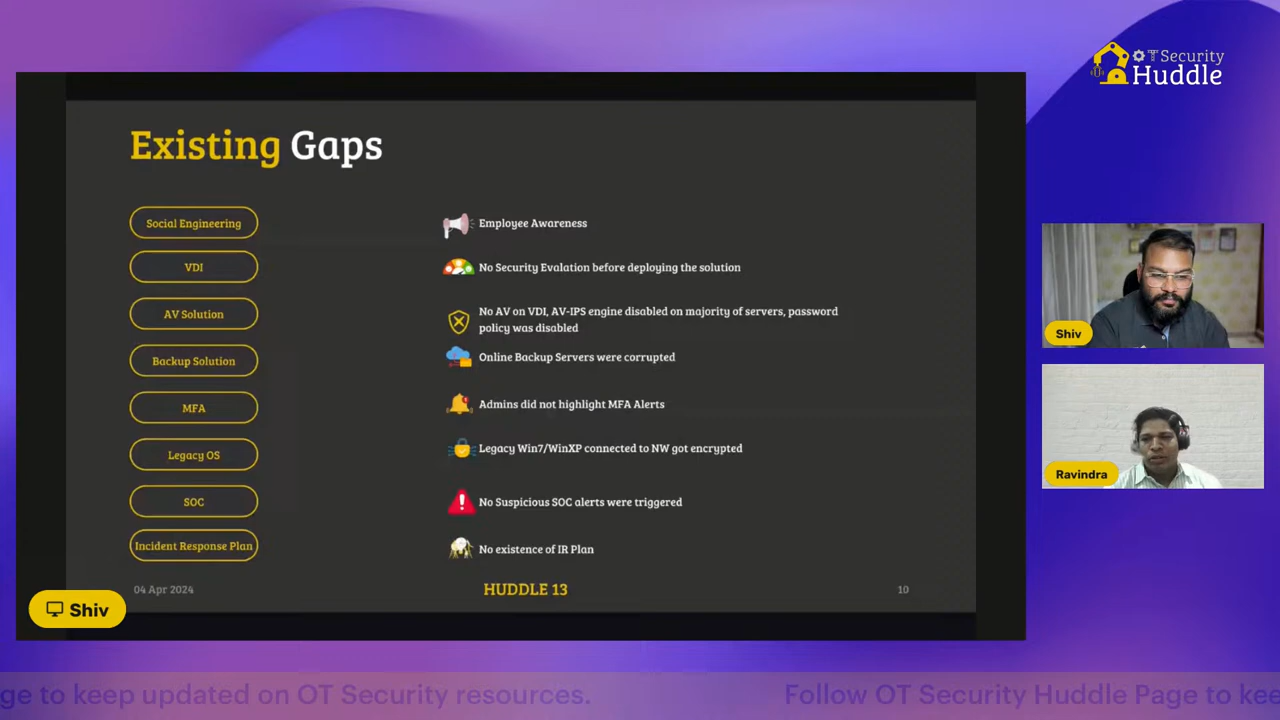 OT Security
Huddle
Existing Gaps
Social Engineering
Employee Awareness
VDI
No Security Evalation before deploying the solution
AV Solution
No AV on VDI, AV-IPS engine disabled on majority of servers, password
policy was disabled
Backup Solution
Online Backup Servers were corrupted
MFA
Admins did not highlight MFA Alerts
Legacy OS
Legacy Win7/WinXP connected to NW got encrypted
SOC
No Suspicious SOC alerts were triggered
Incident Response Plan
No existence of IR Plan
04 Apr 2024
HUDDLE 13
10
Shiv
Shiv
Ravindra
ge to keep updated on OT Security resources.
Follow OT Security Huddle Page to kee